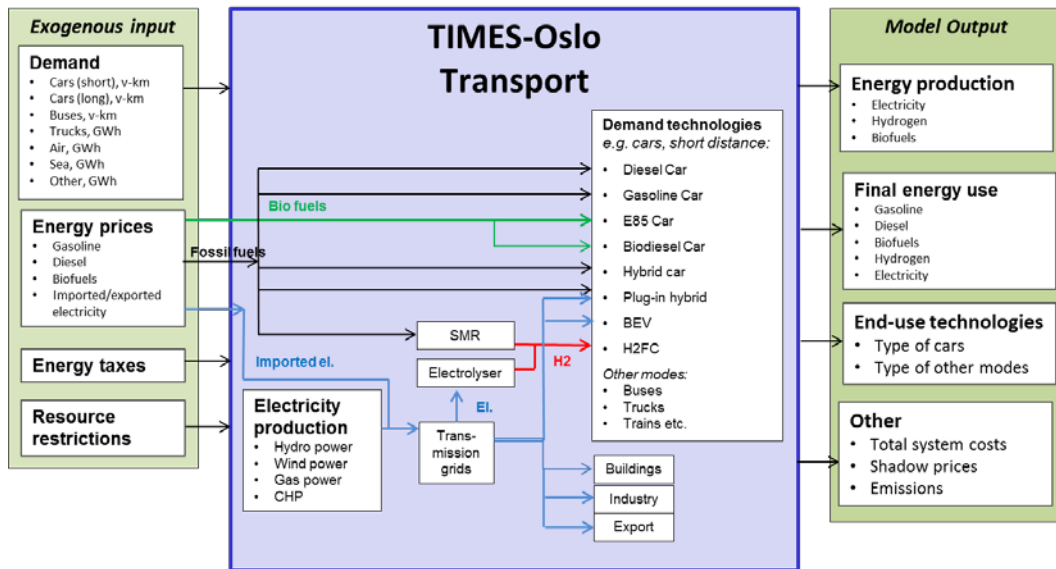 Exogenous input
Demand
• Cars (short), v-km
• Cars (long), v-km
• Buses, v-km
• Trucks, GWh
• Air, GWh
• Sea, GWh
• Other, GWh
Energy prices
• Gasoline
• Diesel
• Biofuels
• Imported/exported
electricity
Energy taxes
Resource
restrictions
TIMES-Oslo
Transport
Bio fuels
Fossil fuels
Imported el.
Electricity
production
• Hydro power
• Wind power
• Gas power
• CHP
SMR
Electrolyser
H2
El.
Trans-
mission
grids
Demand technologies
e.g. cars, short distance:
• Diesel Car
• Gasoline Car
• E85 Car
• Biodiesel Car
• Hybrid car
• Plug-in hybrid
• BEV
• H2FC
Other modes:
• Buses
• Trucks
• Trains etc.
Buildings
Industry
Export
Model Output
Energy production
• Electricity
• Hydrogen
• Biofuels
Final energy use
• Gasoline
• Diesel
• Biofuels
• Hydrogen
• Electricity
End-use technologies
• Type of cars
• Type of other modes
Other
• Total system costs
• Shadow prices
• Emissions